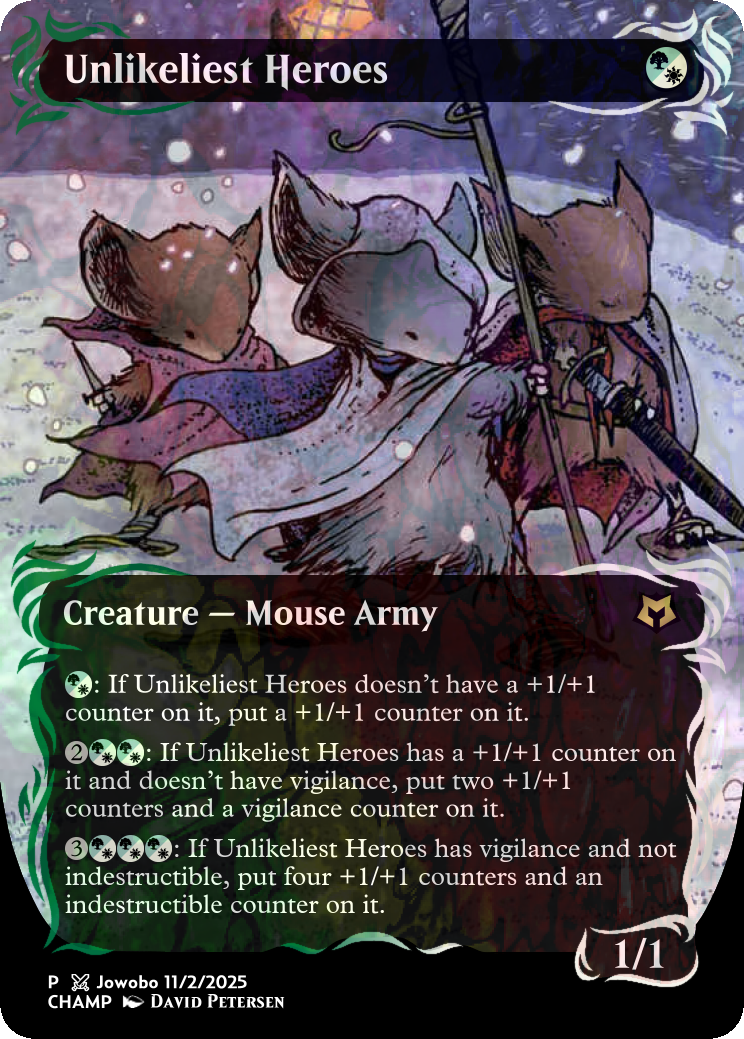 Unlikeliest Heroes
Creature — Mouse Army
: If Unlikeliest Heroes doesn't have a +1/+1
counter on it, put a +1/+1 counter on it.
2: If Unlikeliest Heroes has a +1/+1 counter on
it and doesn't have vigilance, put two +1/+1
counters and a vigilance counter on it.
3: If Unlikeliest Heroes has vigilance and not
indestructible, put four +1/+1 counters and an
indestructible counter on it.
1/1
P Jowobo 11/2/2025
CHAMP David Petersen